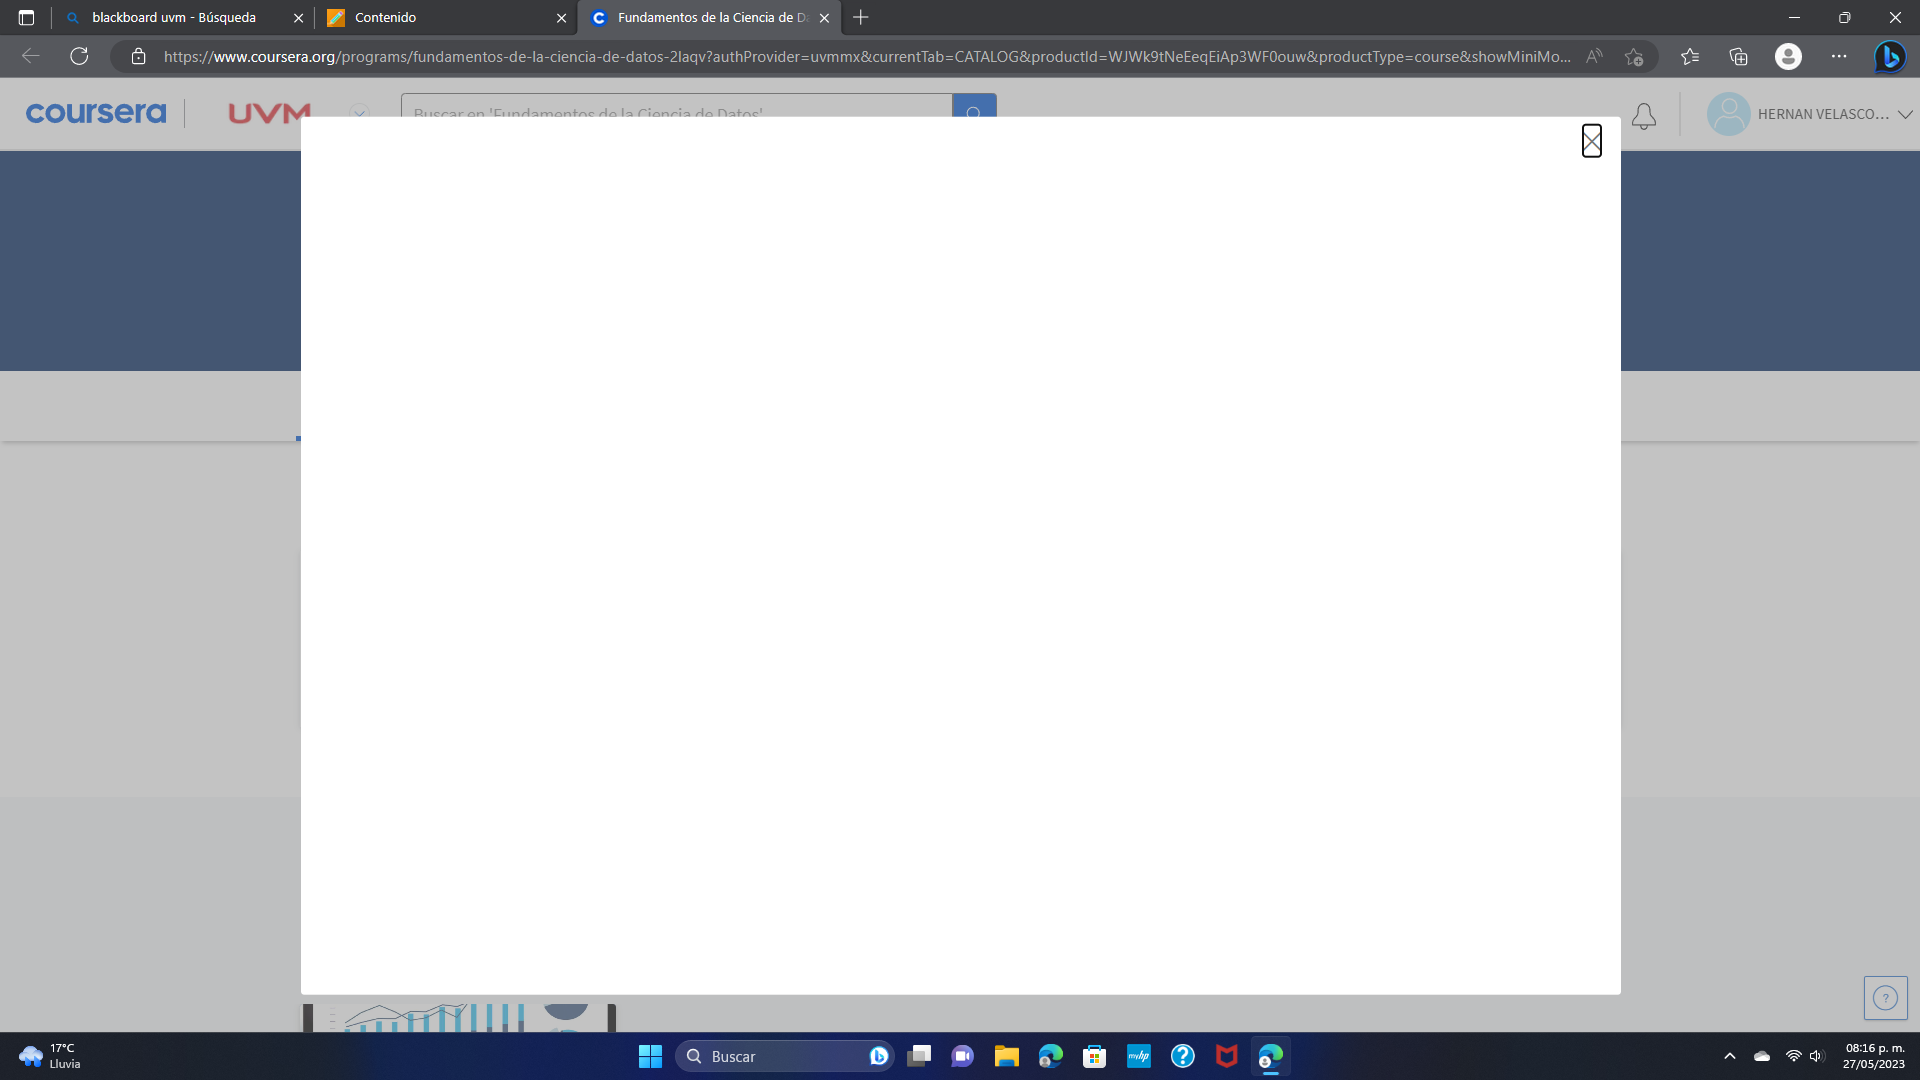 blackboard uvm - Búsqueda
Contenido
Fundamentos de la Ciencia de Da
https://www.coursera.org/programs/fundamentos-de-la-ciencia-de-datos-2laqv?authProvider=uvmmx&currentTab=CATALOG&productId=WJWk9tNeEeqEiAp3WF0ouw&productType=course&showMiniMo...
coursera
UVM
Buscar en 'Fundamentos de la Ciencia de Datos'
HERNAN VELASCO...
17°C
Lluvia
Buscar
myhp
08:16 p. m.
27/05/2023